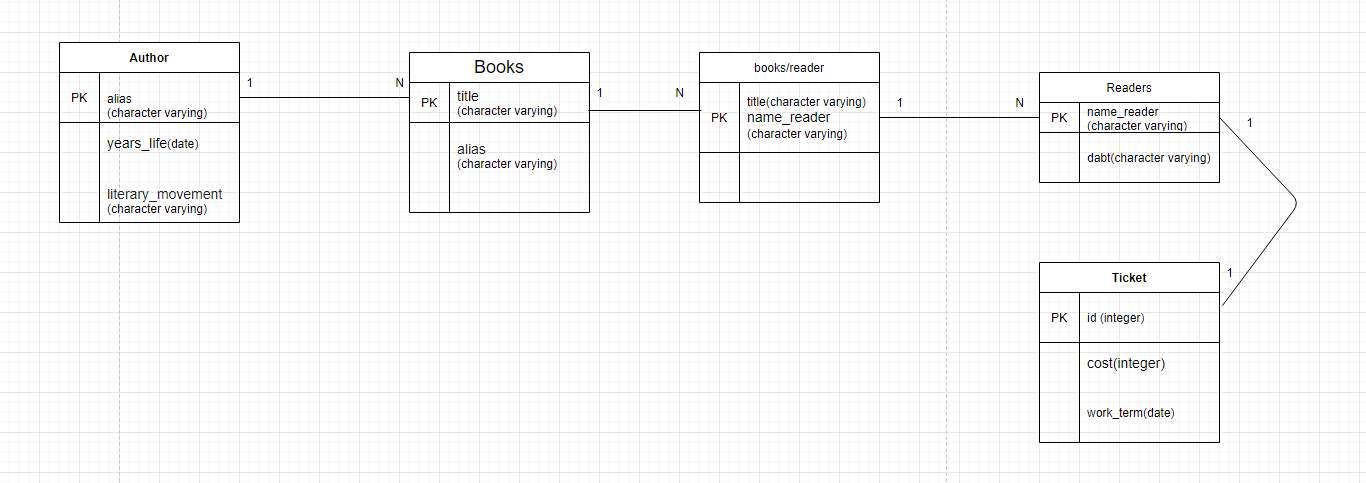 Author
PK
alias
(character varying)
years_life(date)
literary_movement
(character varying)
1
N
Books
PK
title
(character varying)
alias
(character varying)
1
N
books/reader
PK
title(character varying)
name_reader
(character varying)
1
N
Readers
PK
name_reader
(character varying)
dabt(character varying)
1
1
Ticket
PK
id (integer)
cost(integer)
work_term(date)